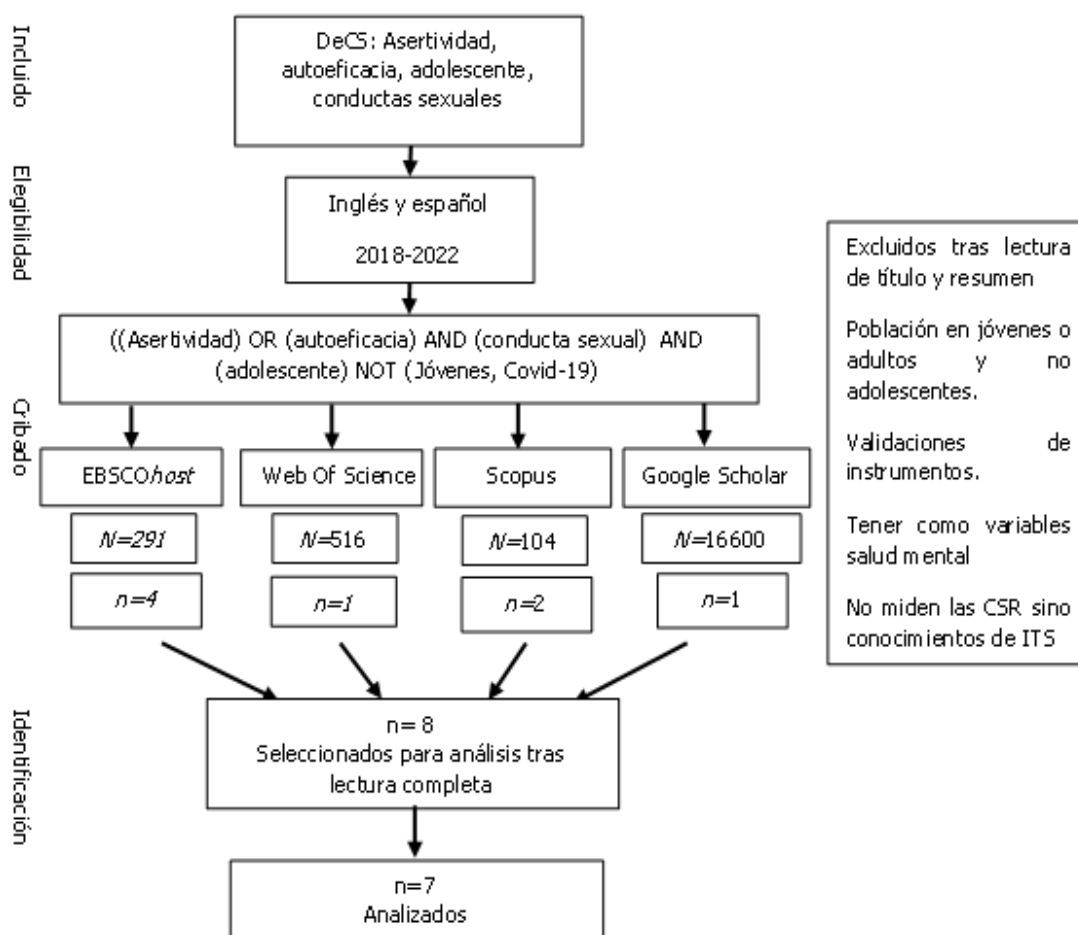 Incluido
DeCS: Asertividad,
autoeficacia, adolescente,
conductas sexuales
Elegibilidad
Inglés y español
2018-2022
((Asertividad) OR (autoeficacia) AND (conducta sexual) AND
(adolescente) NOT (Jóvenes, Covid-19)
Cribado
EBSCOhost
Web Of Science
Scopus
Google Scholar
N=291
N=516
N=104
N=16600
n=4
n=1
n=2
n=1
Identificación
n= 8
Seleccionados para análisis tras
lectura completa
n=7
Analizados
Excluidos tras lectura
de título y resumen
Población en jóvenes o
adultos y no
adolescentes.
Validaciones de
instrumentos.
Tener como variables
salud mental
No miden las CSR sino
conocimientos de ITS